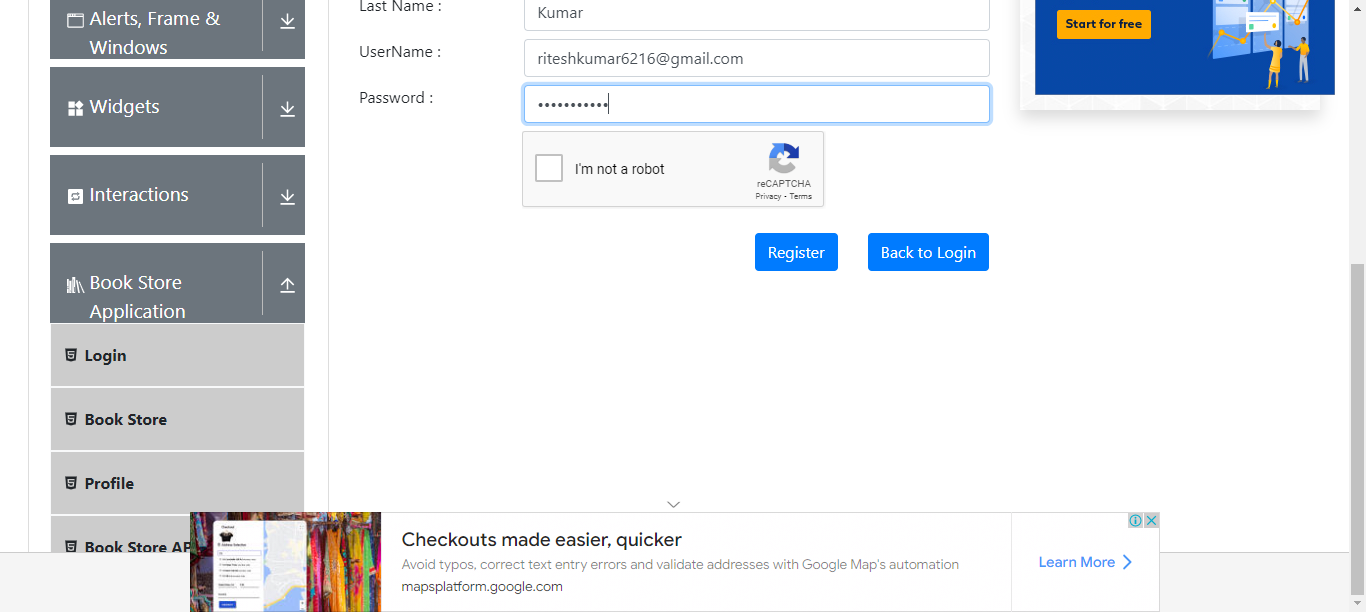 Alerts, Frame &
Windows
Widgets
Interactions
Book Store
Application
Login
Book Store
Profile
Book Store AP
Last Name :
Kumar
UserName :
riteshkumar6216@gmail.com
Password :
•••••••••••
I'm not a robot
reCAPTCHA
Privacy - Terms
Register
Back to Login
Start for free
Checkouts made easier, quicker
Avoid typos, correct text entry errors and validate addresses with Google Map's automation
mapsplatform.google.com
Learn More